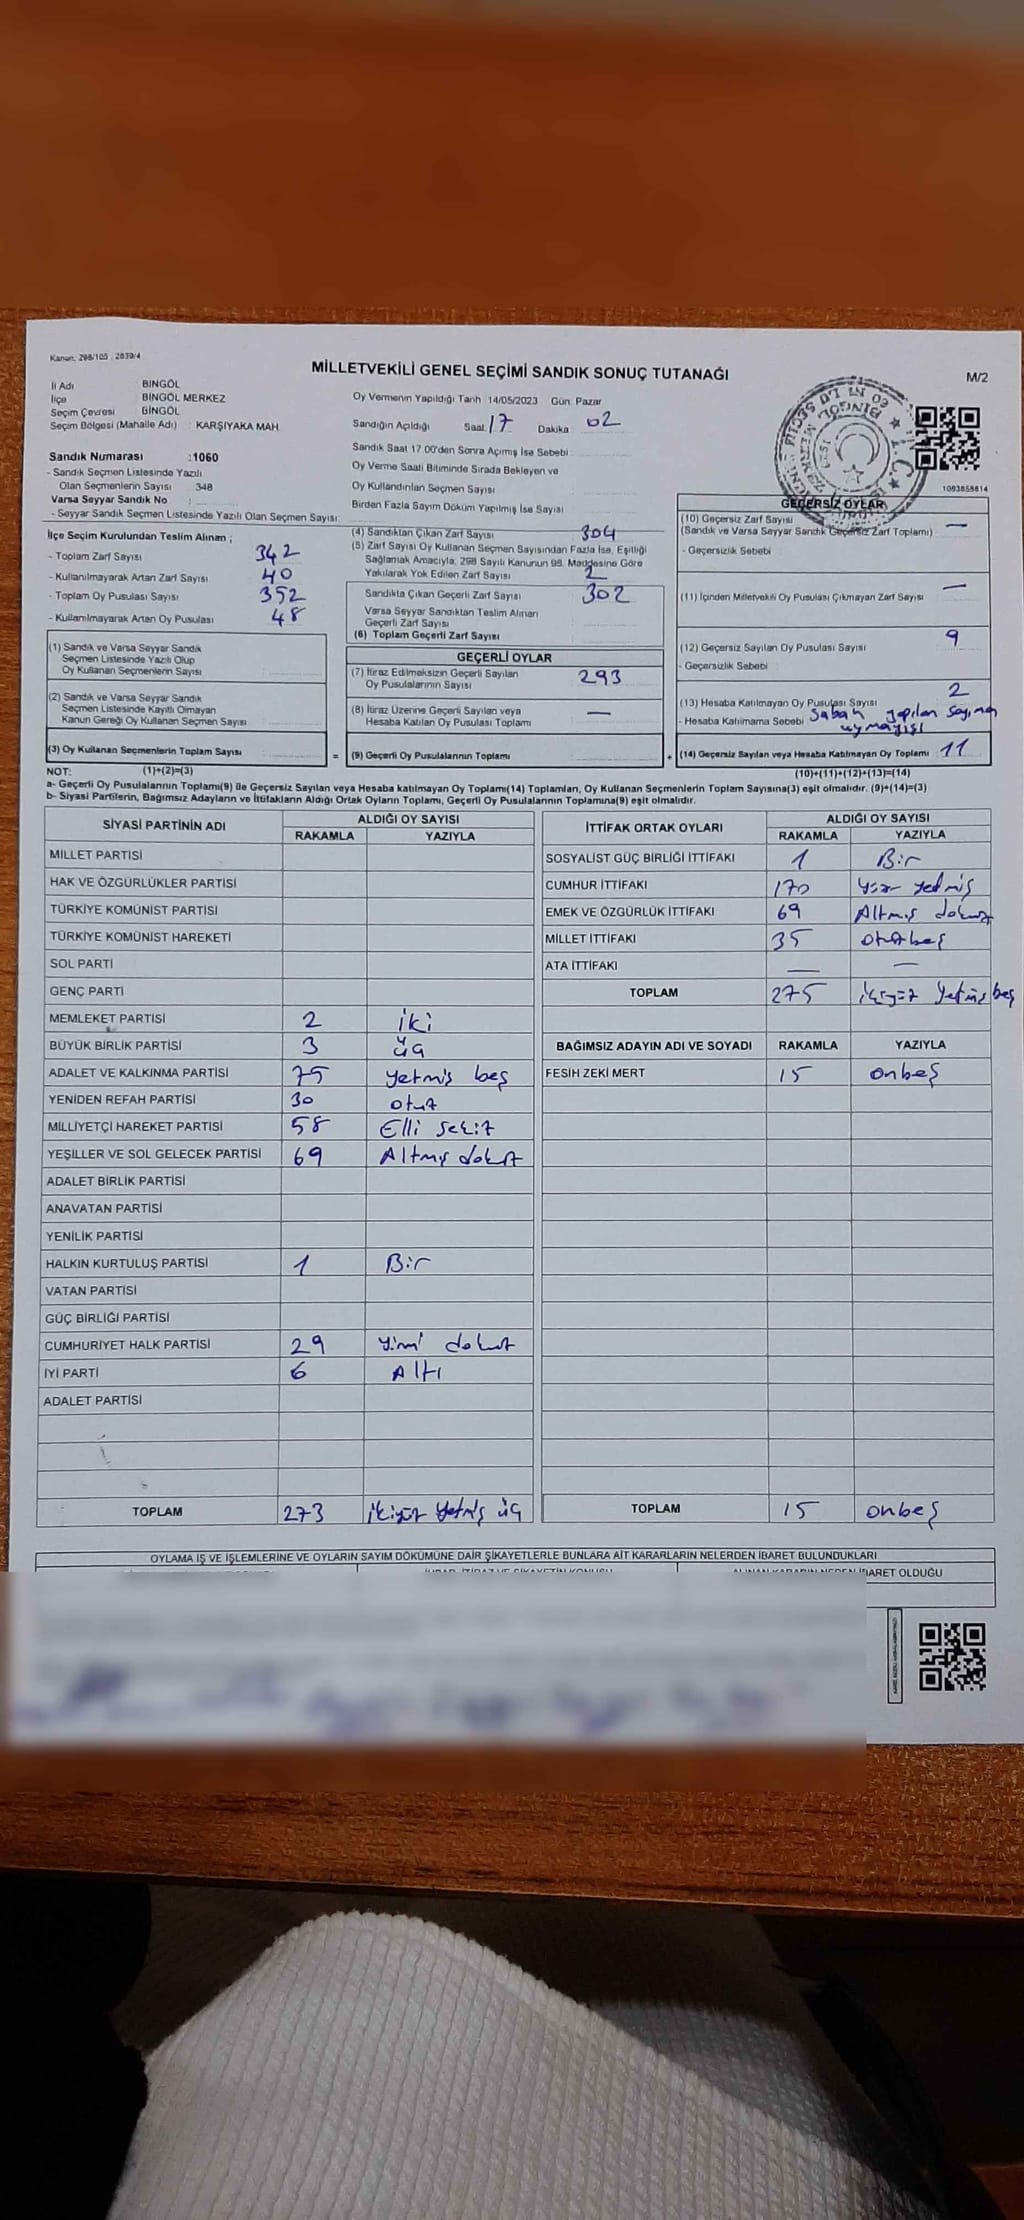 Kanun, 298/105 , 2839/4
MİLLETVEKİLİ GENEL SEÇİMİ SANDIK SONUÇ TUTANAĞI
M/2
İl Adı BİNGÖL
İlçe BİNGÖL MERKEZ
Seçim Çevresi BİNGÖL
Seçim Bölgesi (Mahalle Adı) : KARŞIYAKA MAH.
Oy Vermenin Yapıldığı Tarih 14/05/2023 Gün: Pazar
Sandığın Açıldığı Saat: 17 Dakika: 02
Sandık Saat 17:00'den Sonra Açılmış İse Sebebi
Oy Verme Saati Bitiminde Sırada Bekleyen ve
Oy Kullandırılan Seçmen Sayısı
Birden Fazla Sayım Döküm Yapılmış İse Sayısı
Sandık Numarası :1060
- Sandık Seçmen Listesinde Yazılı
Olan Seçmenlerin Sayısı 348
Varsa Seyyar Sandık No :
- Seyyar Sandık Seçmen Listesinde Yazılı Olan Seçmen Sayısı:
İlçe Seçim Kurulundan Teslim Alınan ;
- Toplam Zarf Sayısı 342
- Kullanılmayarak Artan Zarf Sayısı 40
- Toplam Oy Pusulası Sayısı 352
- Kullanılmayarak Artan Oy Pusulası 48
(1) Sandık ve Varsa Seyyar Sandık
Seçmen Listesinde Yazılı Olup
Oy Kullanan Seçmenlerin Sayısı
(2) Sandık ve Varsa Seyyar Sandık
Seçmen Listesinde Kayıtlı Olmayan
Kanun Gereği Oy Kullanan Seçmen Sayısı
(3) Oy Kullanan Seçmenlerin Toplam Sayısı
(1)+(2)=(3)
(4) Sandıktan Çıkan Zarf Sayısı 304
(5) Zarf Sayısı Oy Kullanan Seçmen Sayısından Fazla İse, Eşitliği
Sağlamak Amacıyla, 298 Sayılı Kanunun 98. Maddesine Göre
Yakılarak Yok Edilen Zarf Sayısı 2
Sandıkta Çıkan Geçerli Zarf Sayısı 302
Varsa Seyyar Sandıktan Teslim Alınan
Geçerli Zarf Sayısı
(6) Toplam Geçerli Zarf Sayısı
GEÇERLİ OYLAR
(7) İtiraz Edilmeksizin Geçerli Sayılan
Oy Pusulalarının Sayısı 293
(8) İtiraz Üzerine Geçerli Sayılan veya
Hesaba Katılan Oy Pusulası Toplamı —
= (9) Geçerli Oy Pusulalarının Toplamı
1093855614
GEÇERSİZ OYLAR
(10) Geçersiz Zarf Sayısı —
(Sandık ve Varsa Seyyar Sandık Geçersiz Zarf Toplamı)
- Geçersizlik Sebebi
(11) İçinden Milletvekili Oy Pusulası Çıkmayan Zarf Sayısı —
(12) Geçersiz Sayılan Oy Pusulası Sayısı 9
- Geçersizlik Sebebi
(13) Hesaba Katılmayan Oy Pusulası Sayısı 2
- Hesaba Katılmama Sebebi Sabah yapılan sayımın
uymayışı
+ (14) Geçersiz Sayılan veya Hesaba Katılmayan Oy Toplamı 11
(10)+(11)+(12)+(13)=(14)
NOT:
a- Geçerli Oy Pusulalarının Toplamı(9) ile Geçersiz Sayılan veya Hesaba katılmayan Oy Toplamı(14) Toplamları, Oy Kullanan Seçmenlerin Toplam Sayısına(3) eşit olmalıdır. (9)+(14)=(3)
b- Siyasi Partilerin, Bağımsız Adayların ve İttifakların Aldığı Ortak Oyların Toplamı, Geçerli Oy Pusulalarının Toplamına(9) eşit olmalıdır.
SİYASİ PARTİNİN ADI ALDIĞI OY SAYISI
RAKAMLA YAZIYLA
MİLLET PARTİSİ
HAK VE ÖZGÜRLÜKLER PARTİSİ
TÜRKİYE KOMÜNİST PARTİSİ
TÜRKİYE KOMÜNİST HAREKETİ
SOL PARTİ
GENÇ PARTİ
MEMLEKET PARTİSİ 2 iki
BÜYÜK BİRLİK PARTİSİ 3 üç
ADALET VE KALKINMA PARTİSİ 75 yetmiş beş
YENİDEN REFAH PARTİSİ 30 otuz
MİLLİYETÇİ HAREKET PARTİSİ 58 Elli sekiz
YEŞİLLER VE SOL GELECEK PARTİSİ 69 Altmış dokuz
ADALET BİRLİK PARTİSİ
ANAVATAN PARTİSİ
YENİLİK PARTİSİ
HALKIN KURTULUŞ PARTİSİ 1 Bir
VATAN PARTİSİ
GÜÇ BİRLİĞİ PARTİSİ
CUMHURİYET HALK PARTİSİ 29 yirmi dokuz
İYİ PARTİ 6 Altı
ADALET PARTİSİ
TOPLAM 273 ikiyüz yetmiş üç
İTTİFAK ORTAK OYLARI ALDIĞI OY SAYISI
RAKAMLA YAZIYLA
SOSYALİST GÜÇ BİRLİĞİ İTTİFAKI 1 Bir
CUMHUR İTTİFAKI 170 yüz yetmiş
EMEK VE ÖZGÜRLÜK İTTİFAKI 69 Altmış dokuz
MİLLET İTTİFAKI 35 otuzbeş
ATA İTTİFAKI — —
TOPLAM 275 ikiyüz yetmiş beş
BAĞIMSIZ ADAYIN ADI VE SOYADI RAKAMLA YAZIYLA
FESİH ZEKİ MERT 15 onbeş
TOPLAM 15 onbeş
OYLAMA İŞ VE İŞLEMLERİNE VE OYLARIN SAYIM DÖKÜMÜNE DAİR ŞİKAYETLERLE BUNLARA AİT KARARLARIN NELERDEN İBARET BULUNDUKLARI
İBARET OLDUĞU